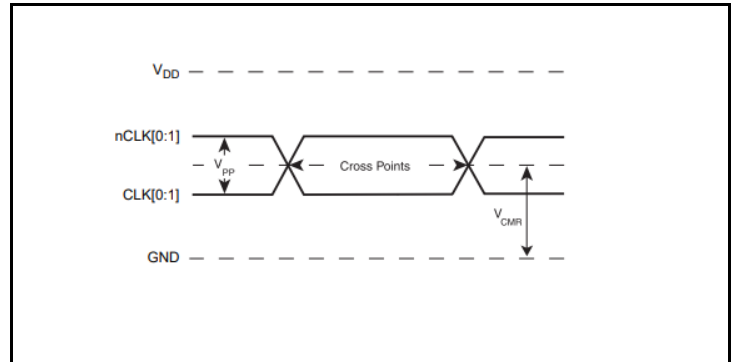 VDD
nCLK[0:1]
VPP
Cross Points
CLK[0:1]
VCMR
GND